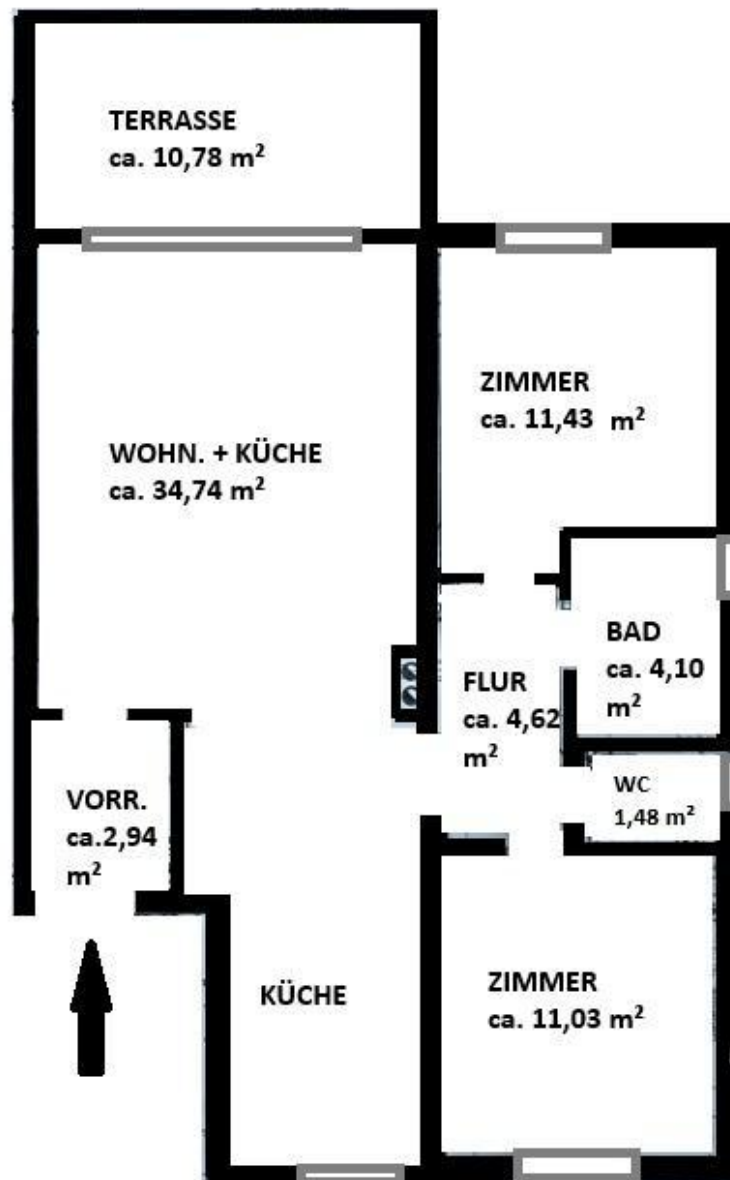 TERRASSE
ca. 10,78 m²
ZIMMER
ca. 11,43 m²
WOHN. + KÜCHE
ca. 34,74 m²
BAD
ca. 4,10
m²
FLUR
ca. 4,62
m²
VORR.
ca.2,94
m²
WC
1,48 m²
KÜCHE
ZIMMER
ca. 11,03 m²